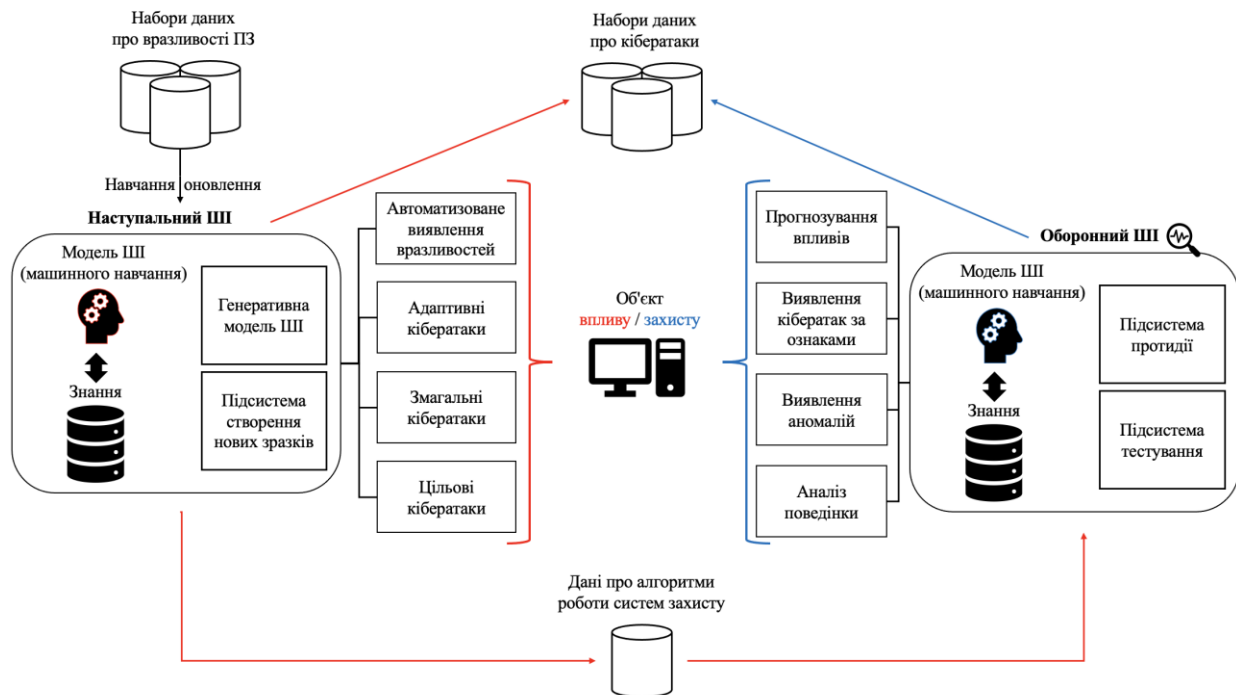 Набори даних
про вразливості ПЗ
Набори даних
про кібератаки
Навчання оновлення
Наступальний ШІ
Модель ШІ
(машинного навчання)
Знання
Генеративна
модель ШІ
Підсистема
створення
нових зразків
Автоматизоване
виявлення
вразливостей
Адаптивні
кібератаки
Змагальні
кібератаки
Цільові
кібератаки
Об'єкт
впливу / захисту
Прогнозування
впливів
Виявлення
кібератак за
ознаками
Виявлення
аномалій
Аналіз
поведінки
Оборонний ШІ
Модель ШІ
(машинного навчання)
Знання
Підсистема
протидії
Підсистема
тестування
Дані про алгоритми
роботи систем захисту